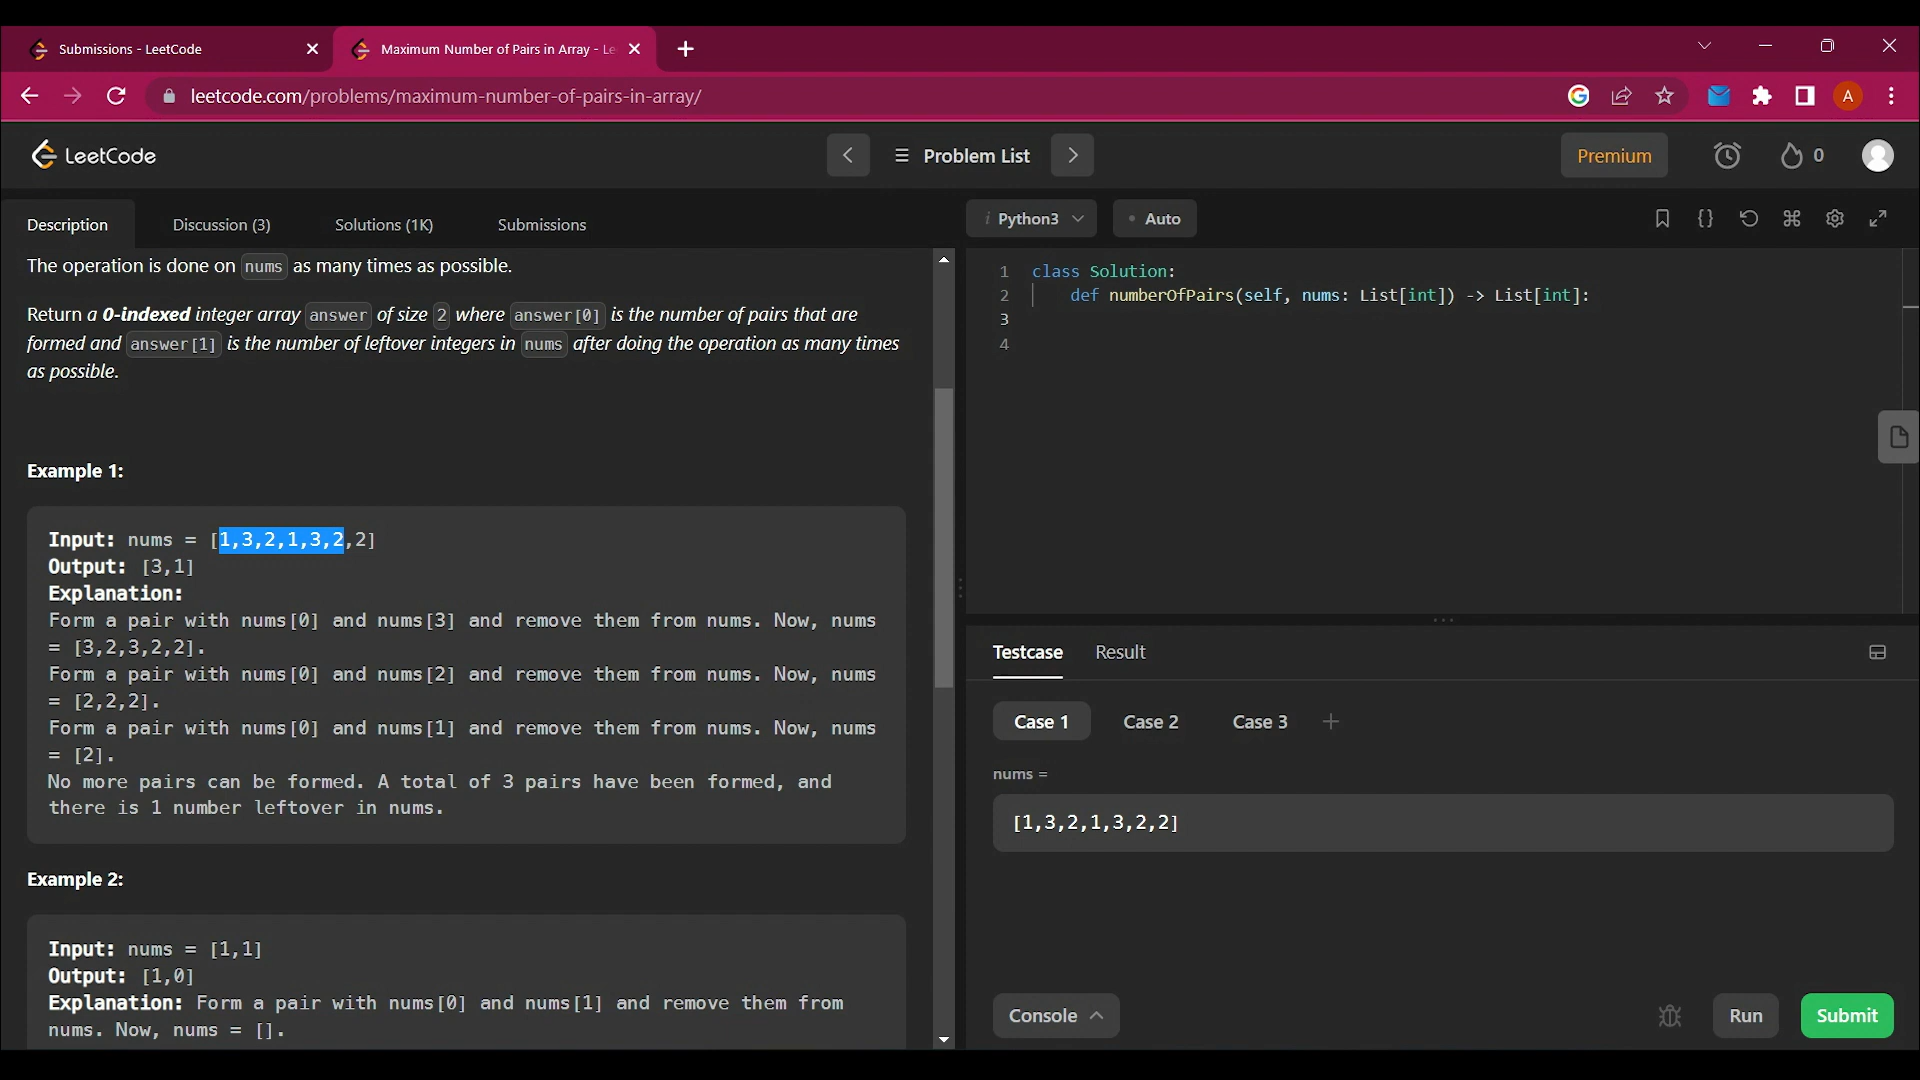 Submissions - LeetCode
Maximum Number of Pairs in Array - Le
leetcode.com/problems/maximum-number-of-pairs-in-array/
A
LeetCode
Problem List
Premium
0
Description
Discussion (3)
Solutions (1K)
Submissions
The operation is done on nums as many times as possible.
Return a 0-indexed integer array answer of size 2 where answer[0] is the number of pairs that are
formed and answer[1] is the number of leftover integers in nums after doing the operation as many times
as possible.
Example 1:
Input: nums = [1,3,2,1,3,2,2]
Output: [3,1]
Explanation:
Form a pair with nums[0] and nums[3] and remove them from nums. Now, nums
= [3,2,3,2,2].
Form a pair with nums[0] and nums[2] and remove them from nums. Now, nums
= [2,2,2].
Form a pair with nums[0] and nums[1] and remove them from nums. Now, nums
= [2].
No more pairs can be formed. A total of 3 pairs have been formed, and
there is 1 number leftover in nums.
Example 2:
Input: nums = [1,1]
Output: [1,0]
Explanation: Form a pair with nums[0] and nums[1] and remove them from
nums. Now, nums = [].
i Python3
• Auto
{}
1 class Solution:
2 def numberOfPairs(self, nums: List[int]) -> List[int]:
3
4
Testcase
Result
Case 1
Case 2
Case 3
nums =
[1,3,2,1,3,2,2]
Console
Run
Submit